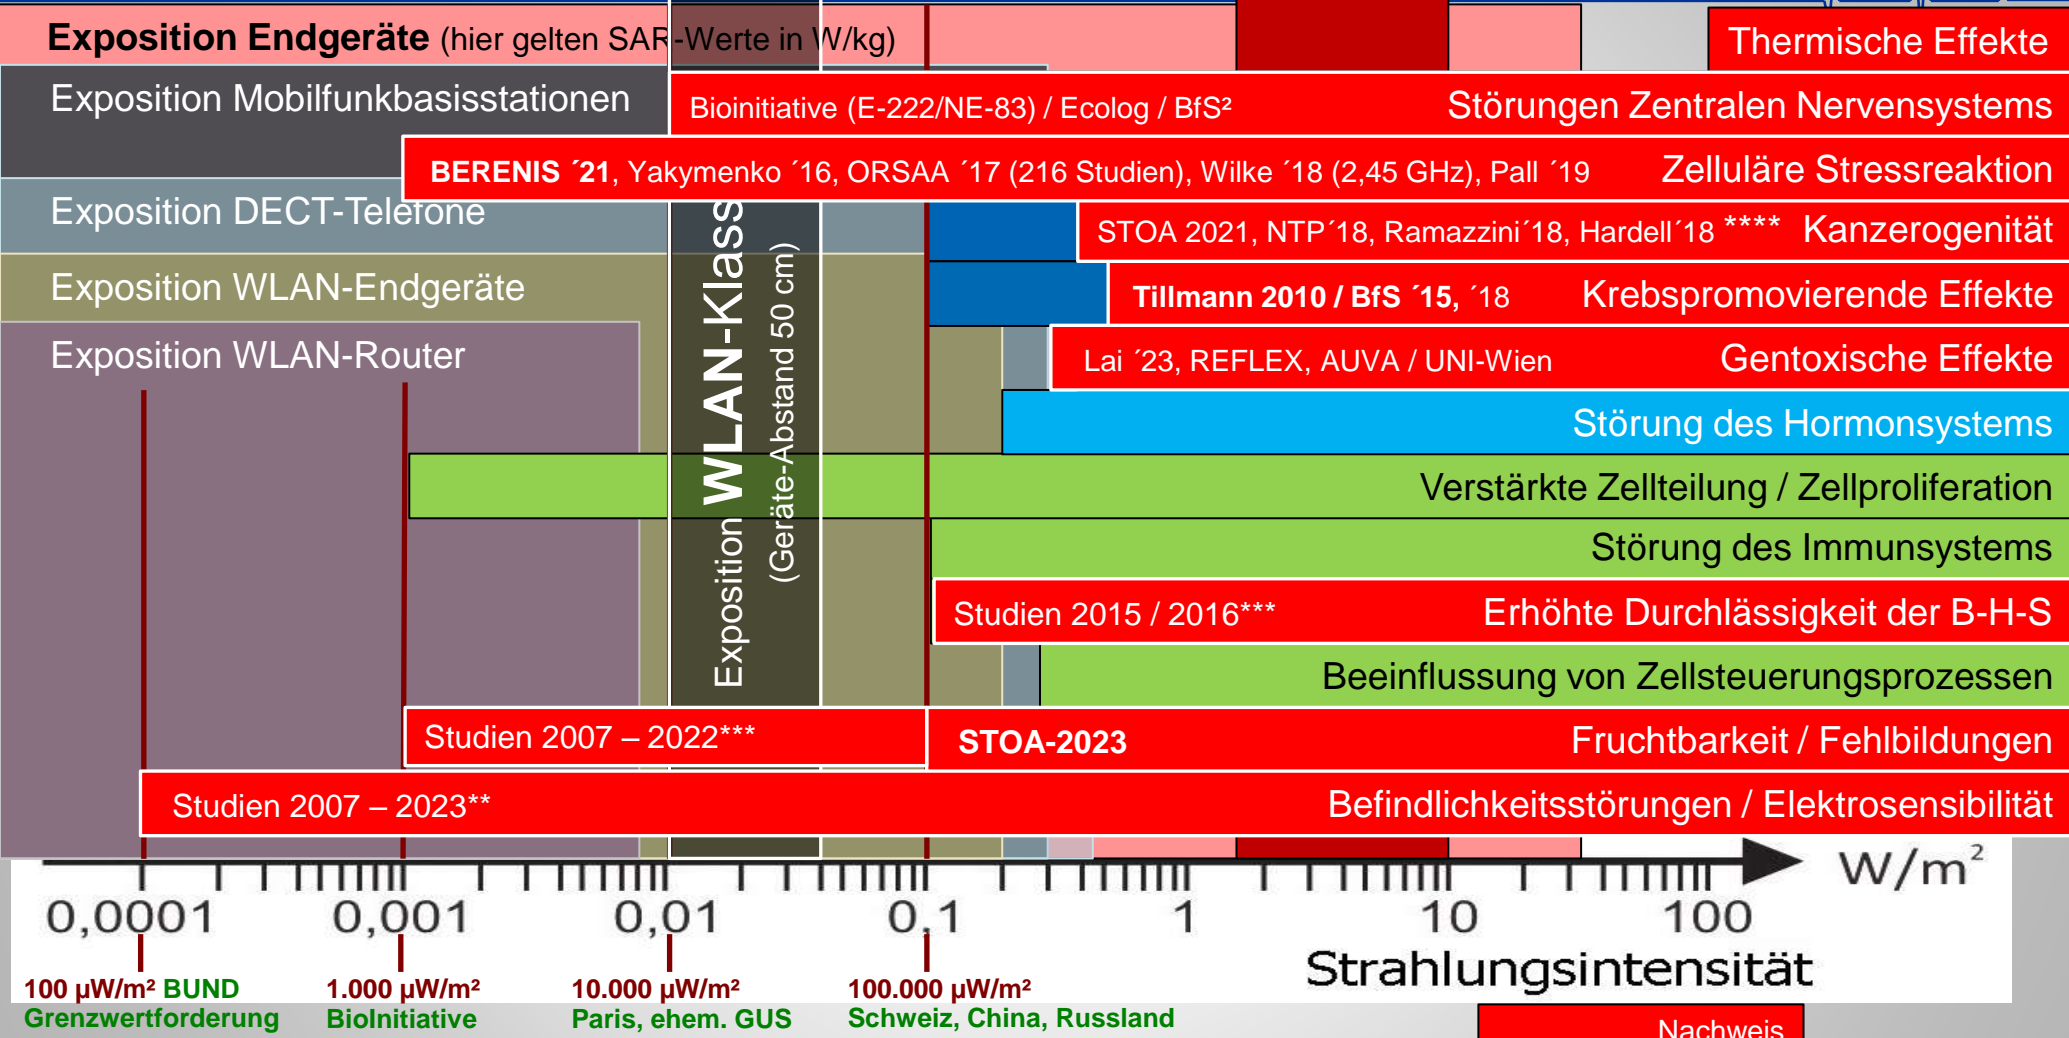 Exposition Endgeräte (hier gelten SAR-Werte in W/kg)
Thermische Effekte
Exposition Mobilfunkbasisstationen
Bioinitiative (E-222/NE-83) / Ecolog / BfS²
Störungen Zentralen Nervensystems
BERENIS ´21, Yakymenko ´16, ORSAA ´17 (216 Studien), Wilke ´18 (2,45 GHz), Pall ´19
Zelluläre Stressreaktion
Exposition DECT-Telefone
STOA 2021, NTP´18, Ramazzini´18, Hardell´18 ****
Kanzerogenität
Exposition WLAN-Endgeräte
Tillmann 2010 / BfS ´15, ´18
Krebspromovierende Effekte
Exposition WLAN-Router
Lai ´23, REFLEX, AUVA / UNI-Wien
Gentoxische Effekte
Exposition WLAN-Klass
(Geräte-Abstand 50 cm)
Störung des Hormonsystems
Verstärkte Zellteilung / Zellproliferation
Störung des Immunsystems
Studien 2015 / 2016***
Erhöhte Durchlässigkeit der B-H-S
Beeinflussung von Zellsteuerungsprozessen
Studien 2007 – 2022***
STOA-2023
Fruchtbarkeit / Fehlbildungen
Studien 2007 – 2023**
Befindlichkeitsstörungen / Elektrosensibilität
W/m²
0,0001 0,001 0,01 0,1 1 10 100
Strahlungsintensität
100 µW/m² BUND
Grenzwertforderung
1.000 µW/m²
BioInitiative
10.000 µW/m²
Paris, ehem. GUS
100.000 µW/m²
Schweiz, China, Russland
Nachweis